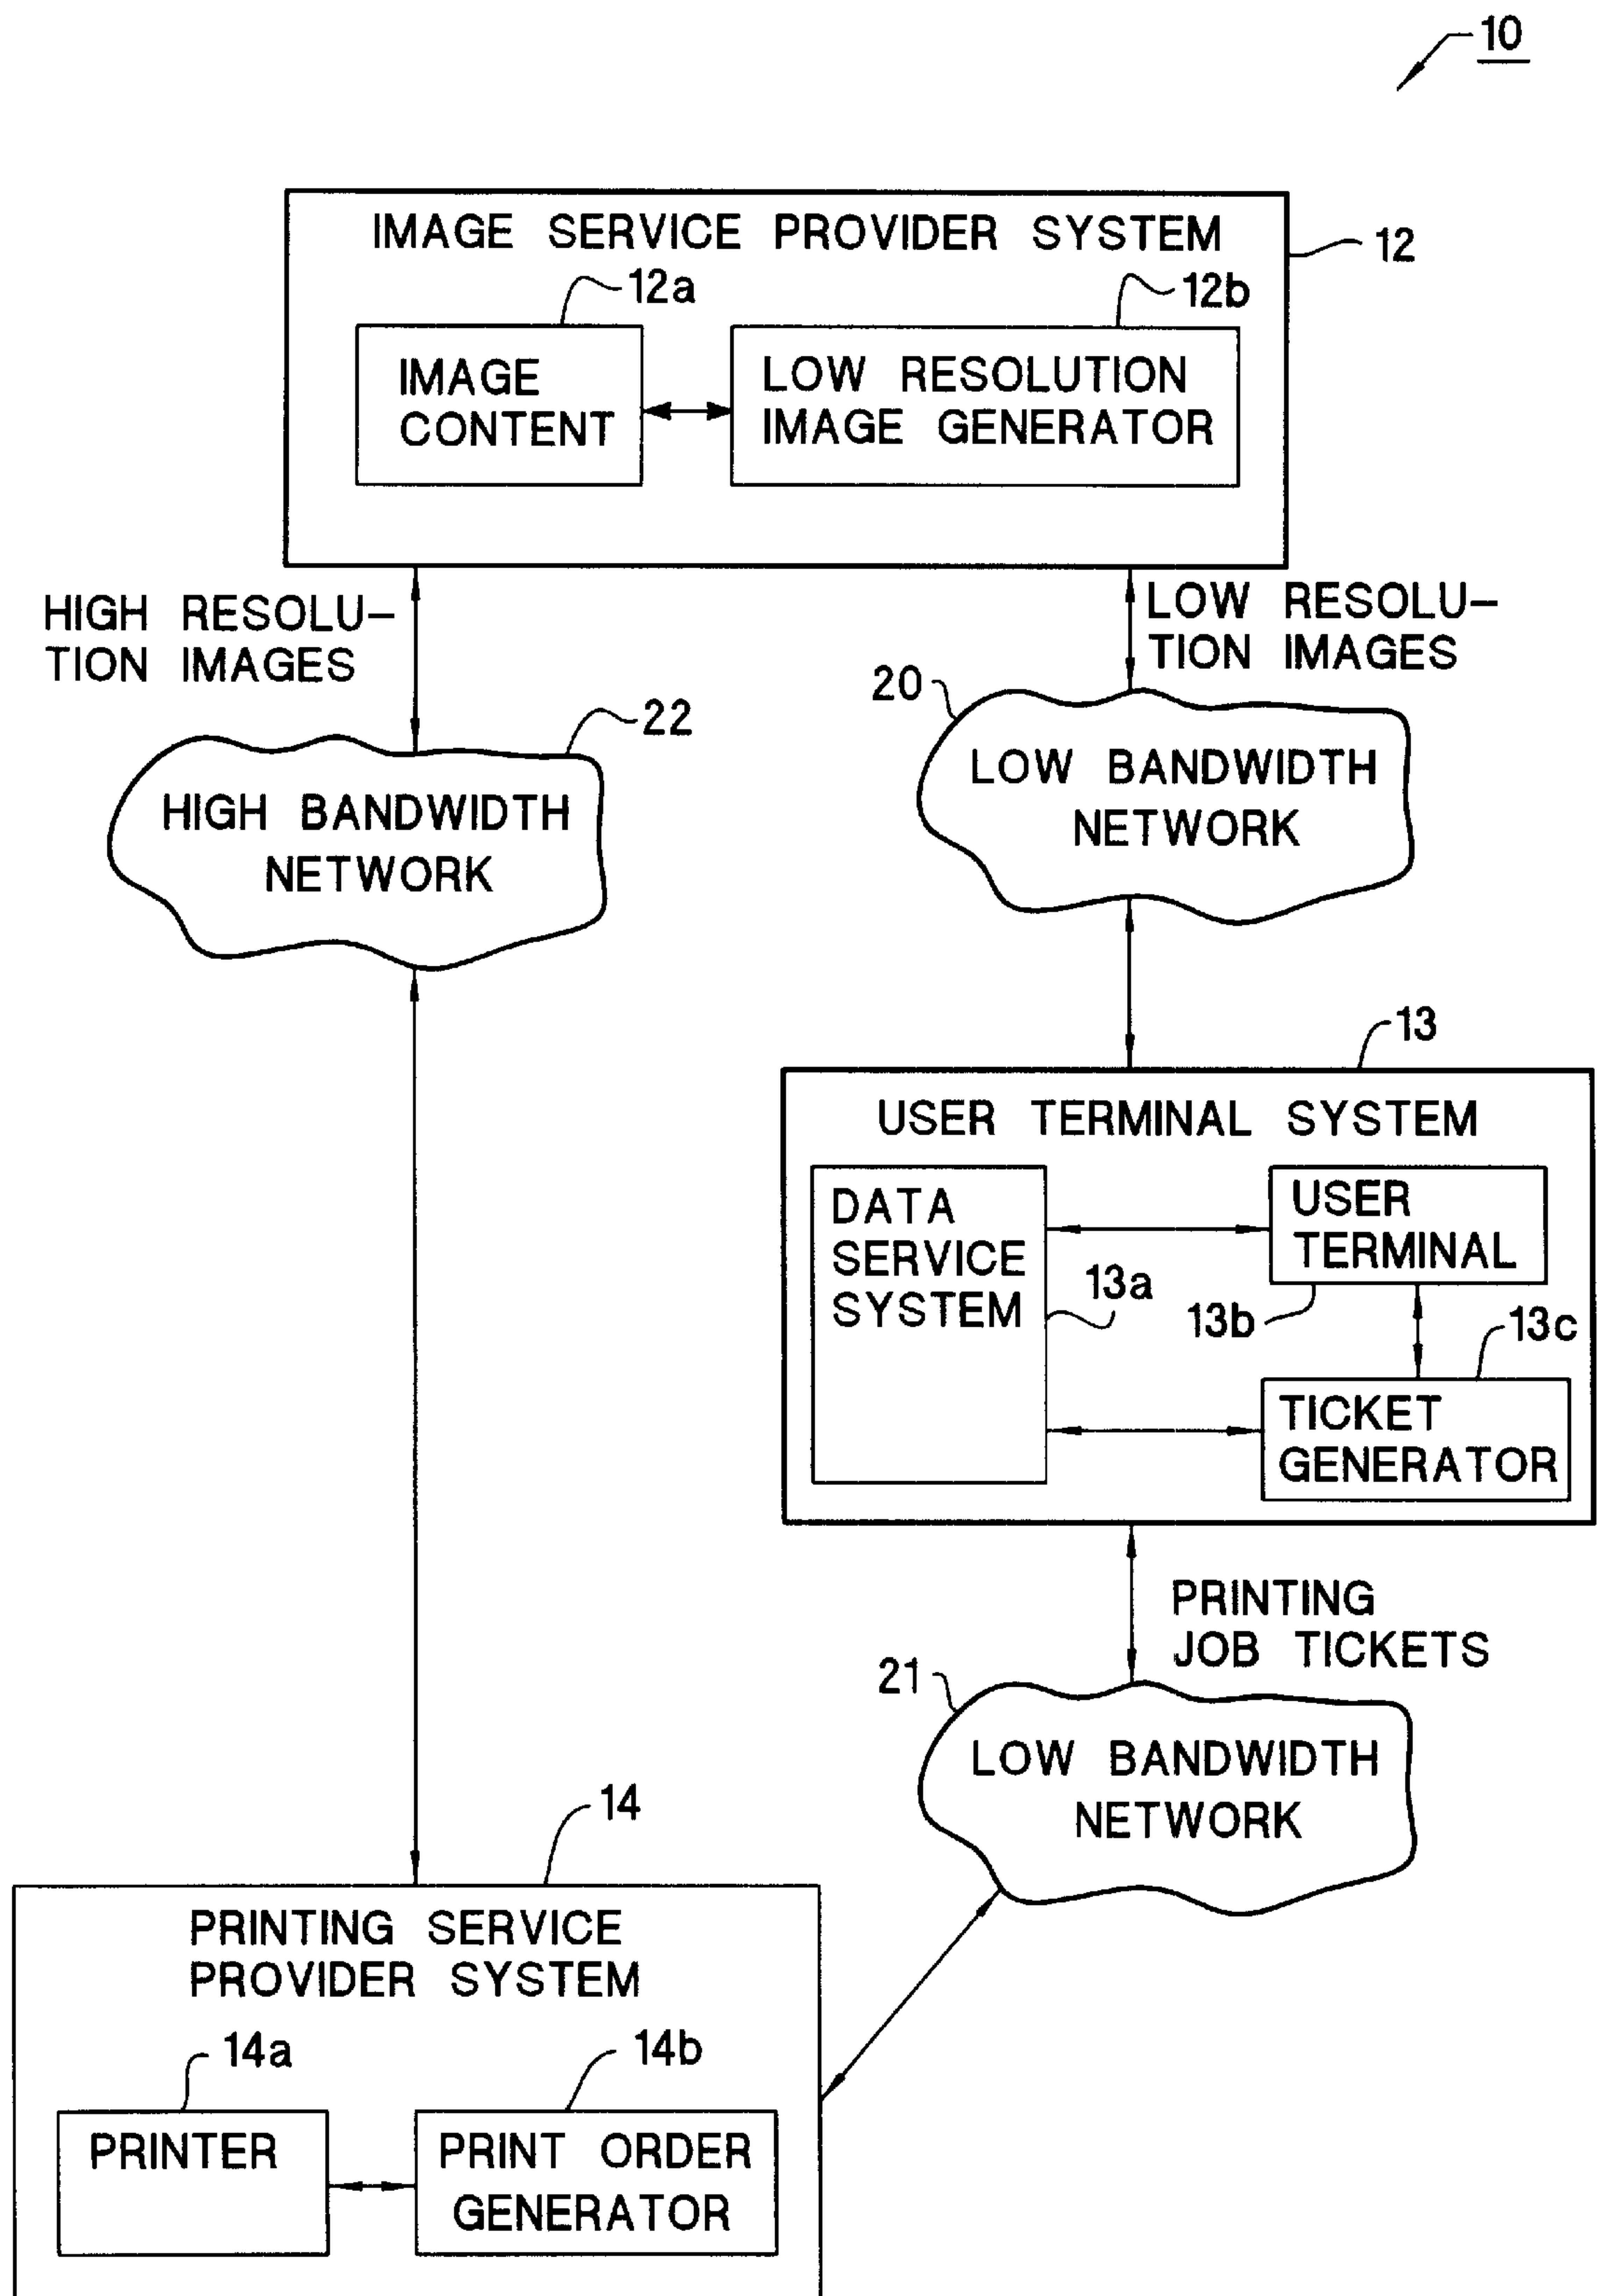 10
IMAGE SERVICE PROVIDER SYSTEM
12
12a
12b
IMAGE
CONTENT
LOW RESOLUTION
IMAGE GENERATOR
HIGH RESOLU-
TION IMAGES
LOW RESOLU-
TION IMAGES
20
22
LOW BANDWIDTH
NETWORK
HIGH BANDWIDTH
NETWORK
13
USER TERMINAL SYSTEM
DATA
SERVICE
SYSTEM
13a
USER
TERMINAL
13b
13c
TICKET
GENERATOR
PRINTING
JOB TICKETS
21
LOW BANDWIDTH
NETWORK
14
PRINTING SERVICE
PROVIDER SYSTEM
14a
14b
PRINTER
PRINT ORDER
GENERATOR